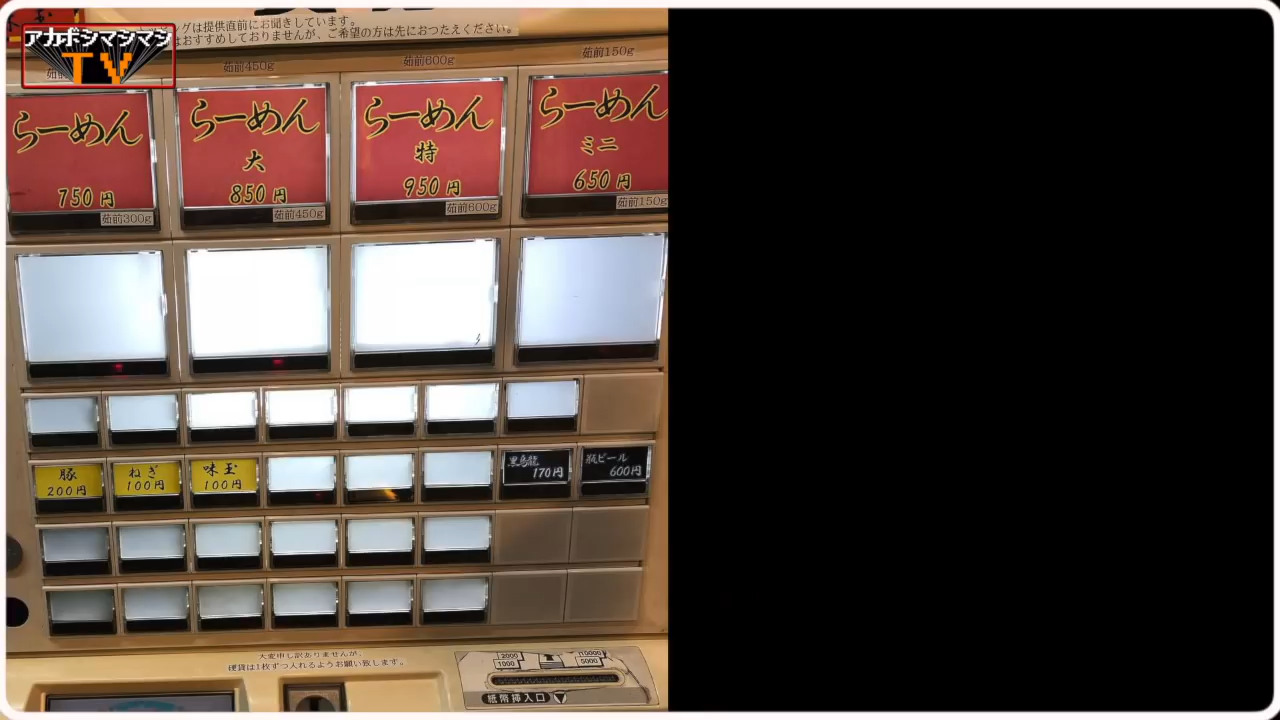 ッピングは提供直前にお聞きしています。
はおすすめしておりませんが、ご希望の方は先におつたえください。
アカボシマンマン
TV
茹前450g
茹前600g
茹前150g
らーめん
750円
茹前300g
らーめん
大
850円
茹前450g
らーめん
特
950円
茹前600g
らーめん
ミニ
650円
茹前150g
豚
200円
ねぎ
100円
味玉
100円
黒烏龍
170円
瓶ビール
600円
大変申し訳ありませんが、
硬貨は1枚ずつ入れるようお願い致します。
2000
1000
10000
5000
紙幣挿入口